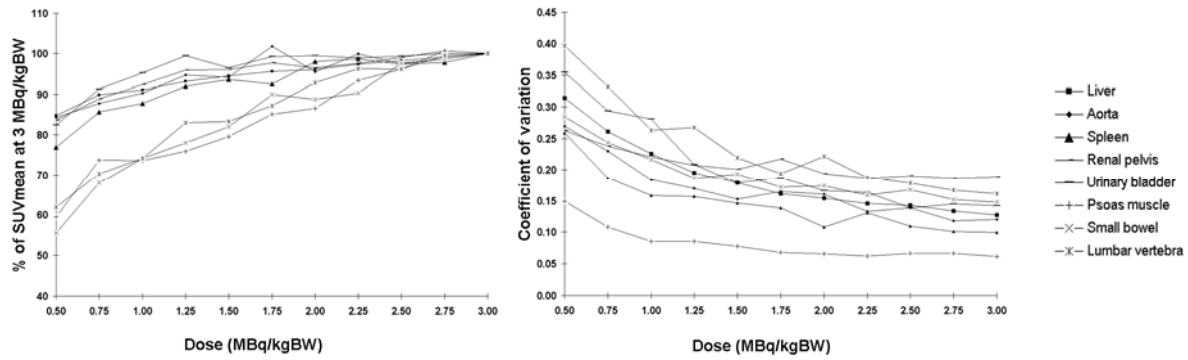 % of SUVmean at 3 MBq/kgBW
110
100
90
80
70
60
50
40
0.50 0.75 1.00 1.25 1.50 1.75 2.00 2.25 2.50 2.75 3.00
Dose (MBq/kgBW)
Coefficient of variation
0.45
0.40
0.35
0.30
0.25
0.20
0.15
0.10
0.05
0.00
0.50 0.75 1.00 1.25 1.50 1.75 2.00 2.25 2.50 2.75 3.00
Dose (MBq/kgBW)
Liver
Aorta
Spleen
Renal pelvis
Urinary bladder
Psoas muscle
Small bowel
Lumbar vertebra